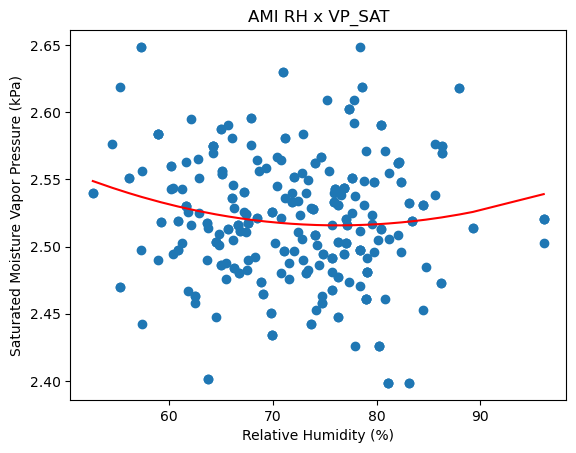 AMI RH x VP_SAT
Saturated Moisture Vapor Pressure (kPa)
2.65
2.60
2.55
2.50
2.45
2.40
60 70 80 90
Relative Humidity (%)